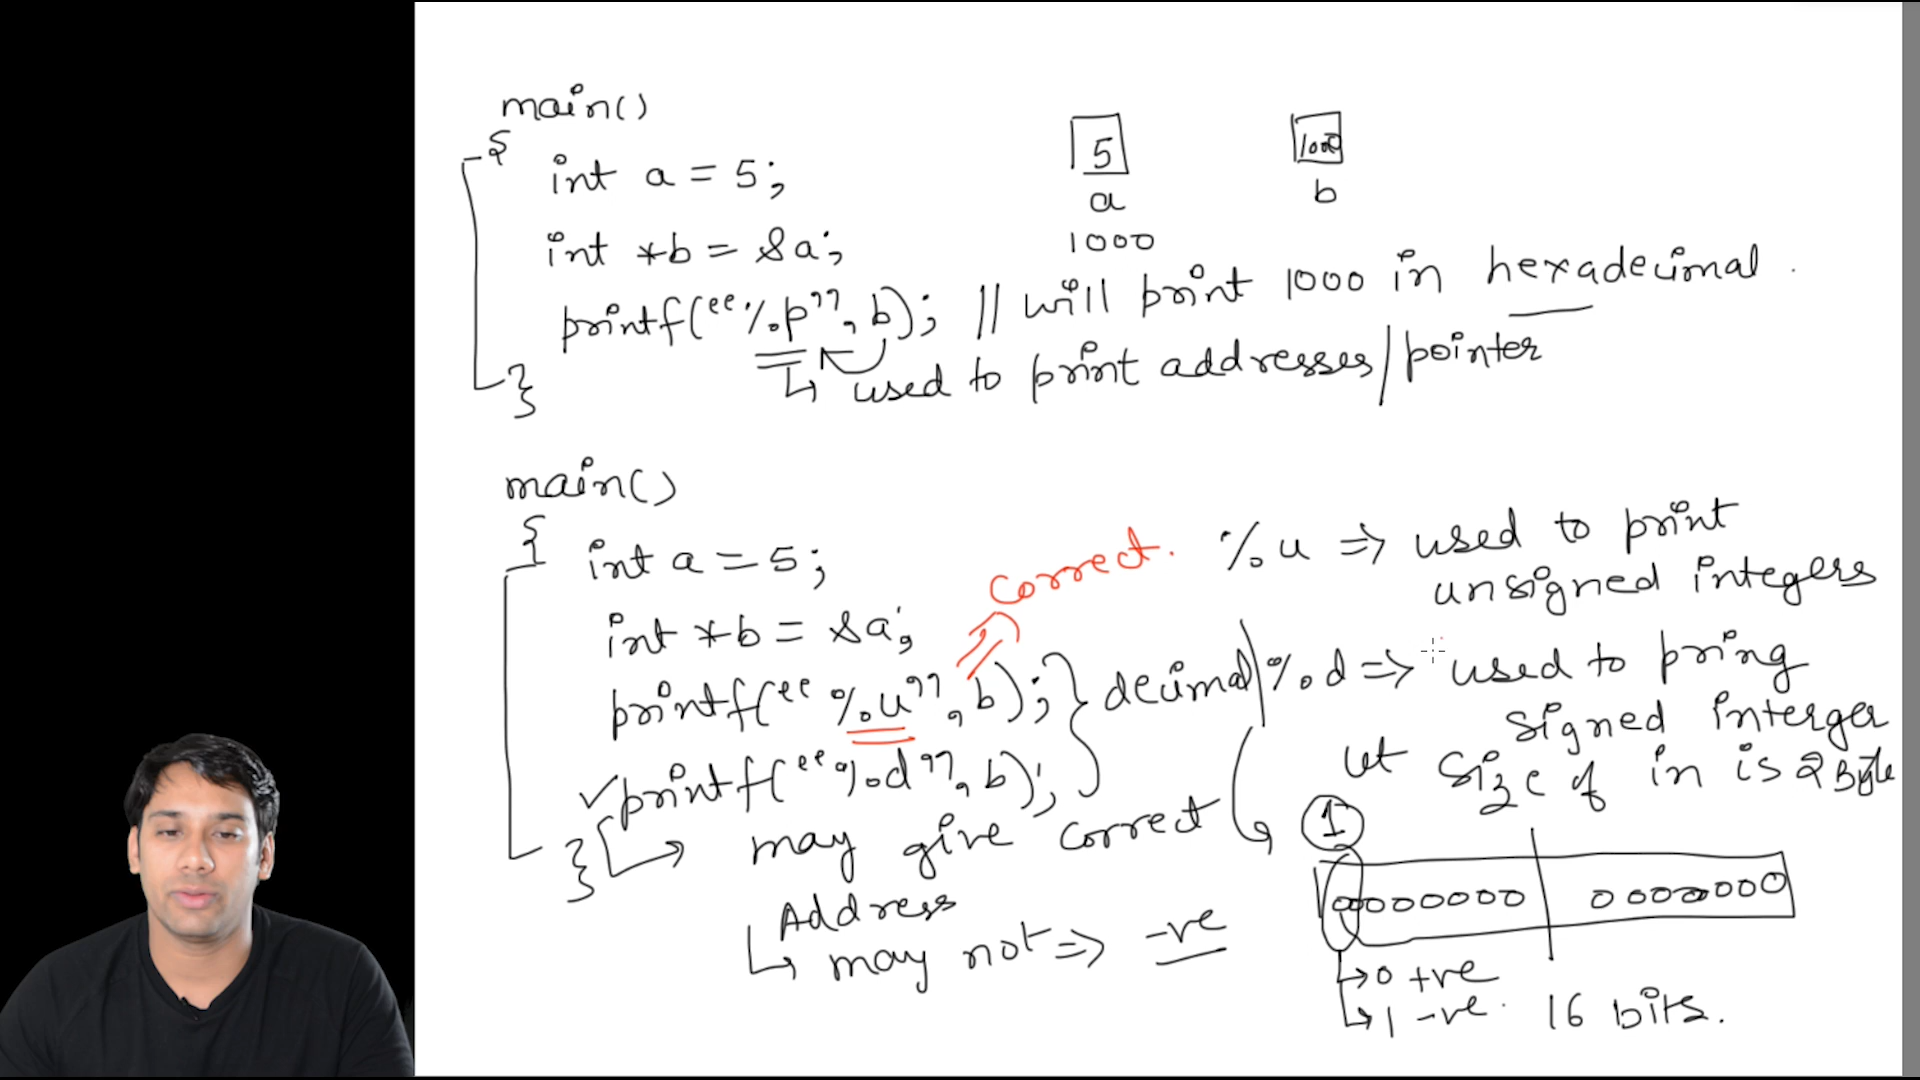 main()
{
int a = 5;
int *b = &a;
printf("%p", b); // will print 1000 in hexadecimal.
used to print addresses/pointer
}
5
a
1000
1000
b
main()
{
int a = 5;
int *b = &a;
printf("%u", b);
printf("%d", b);
}
decimal
correct.
%u => used to print
unsigned integers
%d => used to pring
signed interger
let size of in is 2 Byte
may give correct
Address
may not => -ve
1
00000000 0000000
0 +ve
1 -ve.
16 bits.